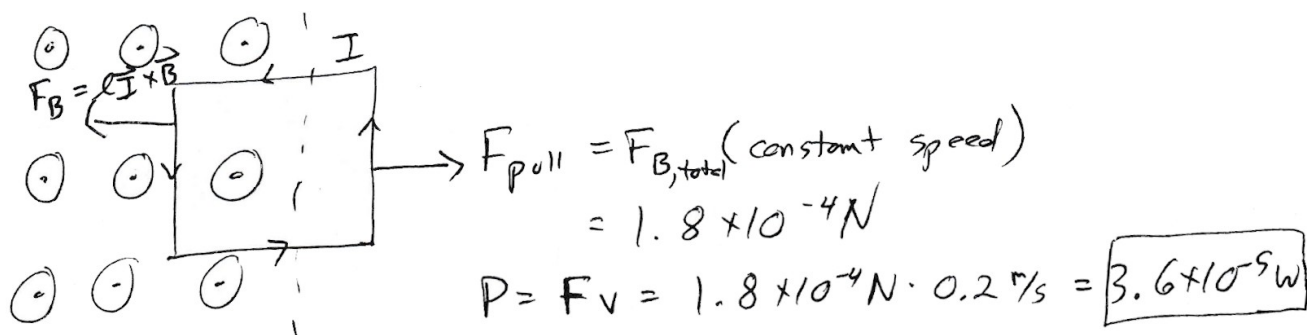 I
F_B = ℓI⃗ × B⃗
F_pull = F_B,total (constant speed)
= 1.8 × 10^-4 N
P = Fv = 1.8 × 10^-4 N · 0.2 m/s = 3.6 × 10^-5 W